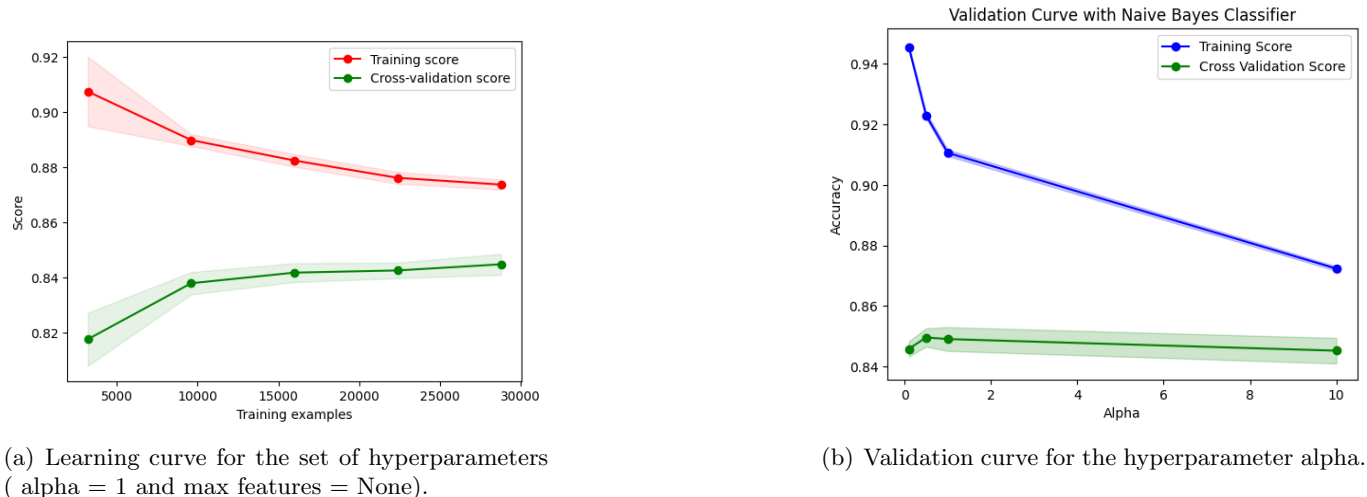 0.92
0.90
0.88
0.86
0.84
0.82
Score
5000 10000 15000 20000 25000 30000
Training examples
Training score
Cross-validation score
(a) Learning curve for the set of hyperparameters
( alpha = 1 and max features = None).
Validation Curve with Naive Bayes Classifier
0.94
0.92
0.90
0.88
0.86
0.84
Accuracy
0 2 4 6 8 10
Alpha
Training Score
Cross Validation Score
(b) Validation curve for the hyperparameter alpha.